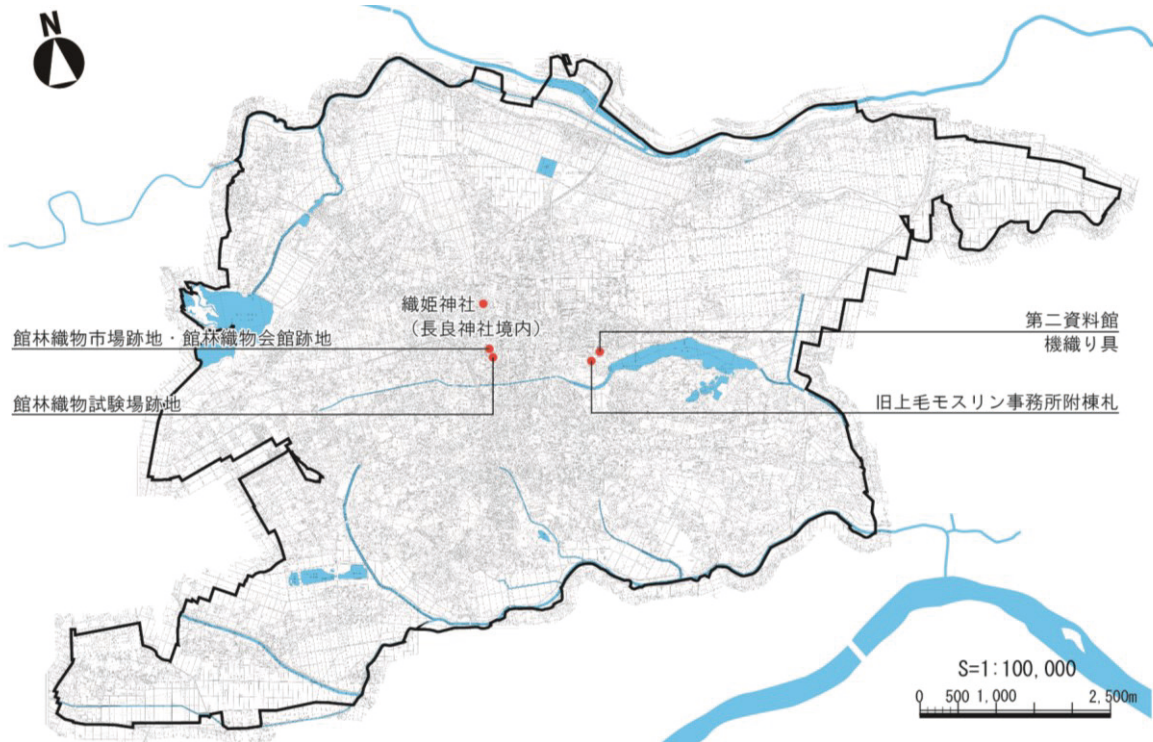 N
織姫神社
（長良神社境内）
館林織物市場跡地・館林織物会館跡地
館林織物試験場跡地
第二資料館
機織り具
旧上毛モスリン事務所附棟札
S=1:100,000
0 500 1,000 2,500m